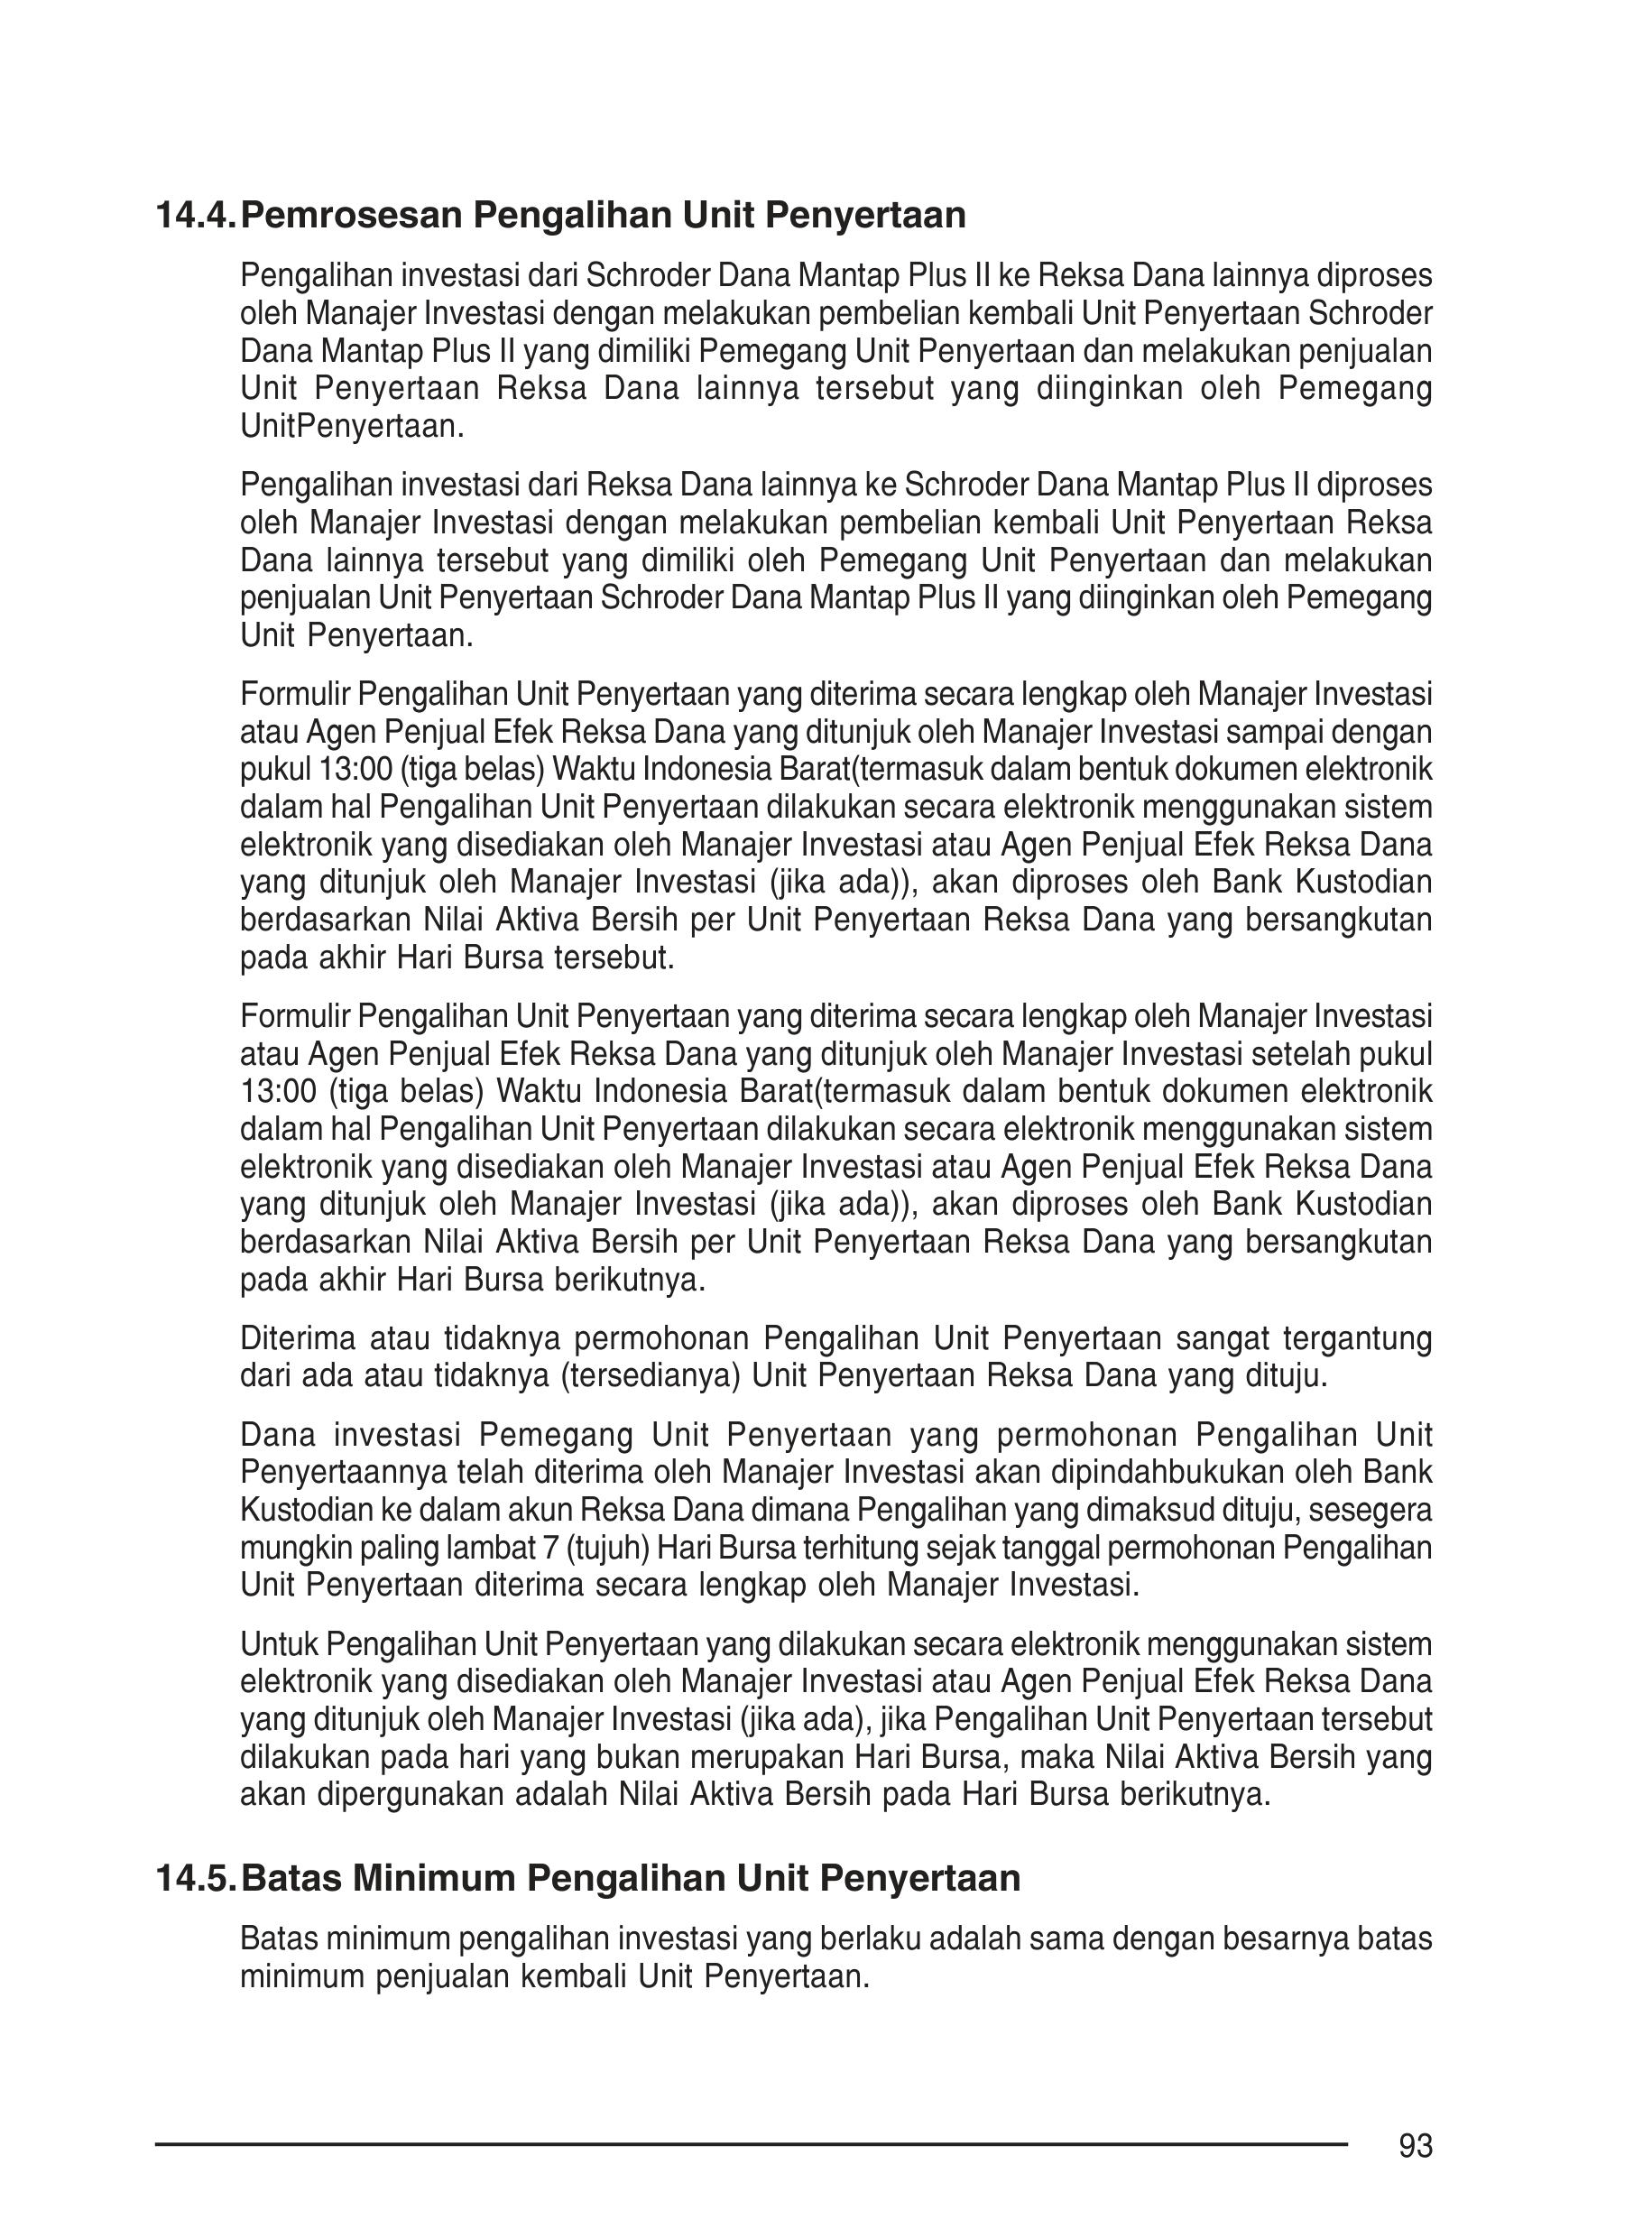 14.4. Pemrosesan Pengalihan Unit Penyertaan
Pengalihan investasi dari Schroder Dana Mantap Plus II ke Reksa Dana lainnya diproses
oleh Manajer Investasi dengan melakukan pembelian kembali Unit Penyertaan Schroder
Dana Mantap Plus II yang dimiliki Pemegang Unit Penyertaan dan melakukan penjualan
Unit Penyertaan Reksa Dana lainnya tersebut yang diinginkan oleh Pemegang
UnitPenyertaan.
Pengalihan investasi dari Reksa Dana lainnya ke Schroder Dana Mantap Plus II diproses
oleh Manajer Investasi dengan melakukan pembelian kembali Unit Penyertaan Reksa
Dana lainnya tersebut yang dimiliki oleh Pemegang Unit Penyertaan dan melakukan
penjualan Unit Penyertaan Schroder Dana Mantap Plus II yang diinginkan oleh Pemegang
Unit Penyertaan.
Formulir Pengalihan Unit Penyertaan yang diterima secara lengkap oleh Manajer Investasi
atau Agen Penjual Efek Reksa Dana yang ditunjuk oleh Manajer Investasi sampai dengan
pukul 13:00 (tiga belas) Waktu Indonesia Barat(termasuk dalam bentuk dokumen elektronik
dalam hal Pengalihan Unit Penyertaan dilakukan secara elektronik menggunakan sistem
elektronik yang disediakan oleh Manajer Investasi atau Agen Penjual Efek Reksa Dana
yang ditunjuk oleh Manajer Investasi (jika ada)), akan diproses oleh Bank Kustodian
berdasarkan Nilai Aktiva Bersih per Unit Penyertaan Reksa Dana yang bersangkutan
pada akhir Hari Bursa tersebut.
Formulir Pengalihan Unit Penyertaan yang diterima secara lengkap oleh Manajer Investasi
atau Agen Penjual Efek Reksa Dana yang ditunjuk oleh Manajer Investasi setelah pukul
13:00 (tiga belas) Waktu Indonesia Barat(termasuk dalam bentuk dokumen elektronik
dalam hal Pengalihan Unit Penyertaan dilakukan secara elektronik menggunakan sistem
elektronik yang disediakan oleh Manajer Investasi atau Agen Penjual Efek Reksa Dana
yang ditunjuk oleh Manajer Investasi (jika ada)), akan diproses oleh Bank Kustodian
berdasarkan Nilai Aktiva Bersih per Unit Penyertaan Reksa Dana yang bersangkutan
pada akhir Hari Bursa berikutnya.
Diterima atau tidaknya permohonan Pengalihan Unit Penyertaan sangat tergantung
dari ada atau tidaknya (tersedianya) Unit Penyertaan Reksa Dana yang dituju.
Dana investasi Pemegang Unit Penyertaan yang permohonan Pengalihan Unit
Penyertaannya telah diterima oleh Manajer Investasi akan dipindahbukukan oleh Bank
Kustodian ke dalam akun Reksa Dana dimana Pengalihan yang dimaksud dituju, sesegera
mungkin paling lambat 7 (tujuh) Hari Bursa terhitung sejak tanggal permohonan Pengalihan
Unit Penyertaan diterima secara lengkap oleh Manajer Investasi.
Untuk Pengalihan Unit Penyertaan yang dilakukan secara elektronik menggunakan sistem
elektronik yang disediakan oleh Manajer Investasi atau Agen Penjual Efek Reksa Dana
yang ditunjuk oleh Manajer Investasi (jika ada), jika Pengalihan Unit Penyertaan tersebut
dilakukan pada hari yang bukan merupakan Hari Bursa, maka Nilai Aktiva Bersih yang
akan dipergunakan adalah Nilai Aktiva Bersih pada Hari Bursa berikutnya.
14.5. Batas Minimum Pengalihan Unit Penyertaan
Batas minimum pengalihan investasi yang berlaku adalah sama dengan besarnya batas
minimum penjualan kembali Unit Penyertaan.
93